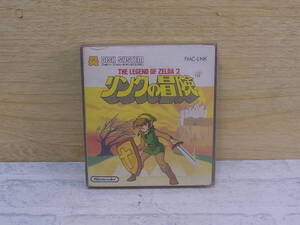 DISK SYSTEM
FMC-LNK
THE LEGEND OF ZELDA 2
リンクの冒険
Nintendo